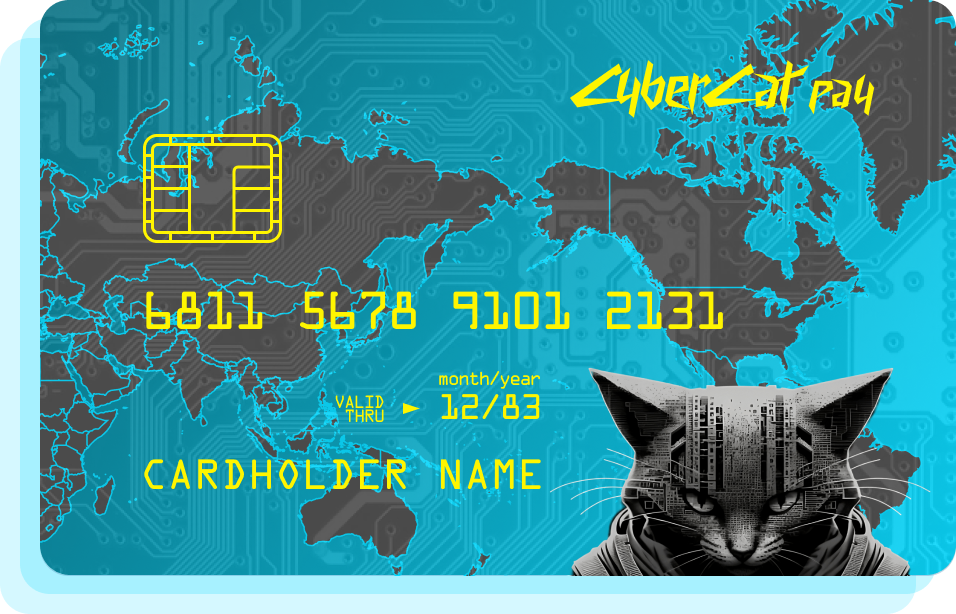 CyberCat pay
6811 5678 9101 2131
month/year
VALID THRU ► 12/83
CARDHOLDER NAME